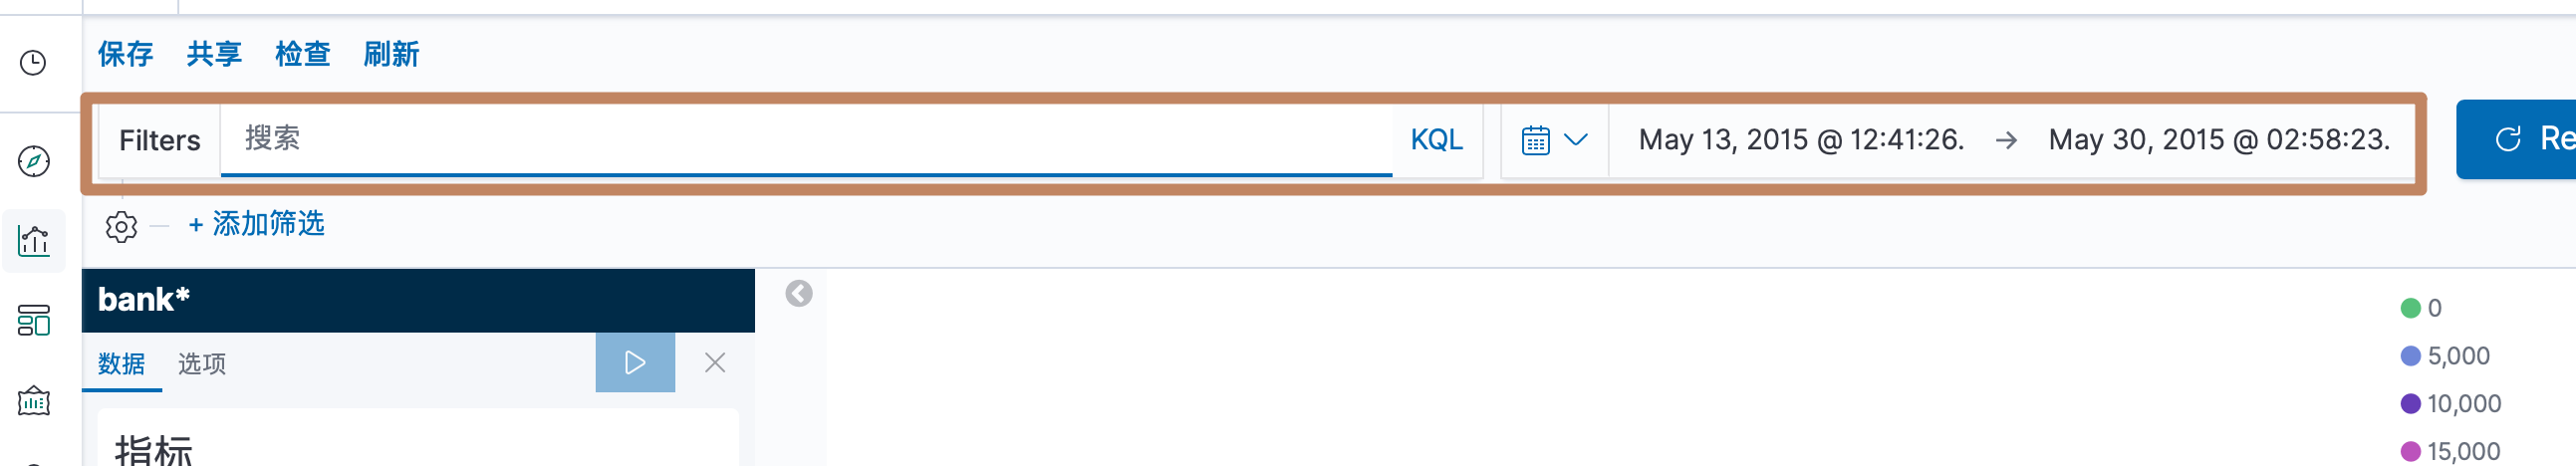 保存 共享 检查 刷新
Filters 搜索 KQL May 13, 2015 @ 12:41:26. → May 30, 2015 @ 02:58:23.
+ 添加筛选
bank*
数据 选项
指标
0
5,000
10,000
15,000